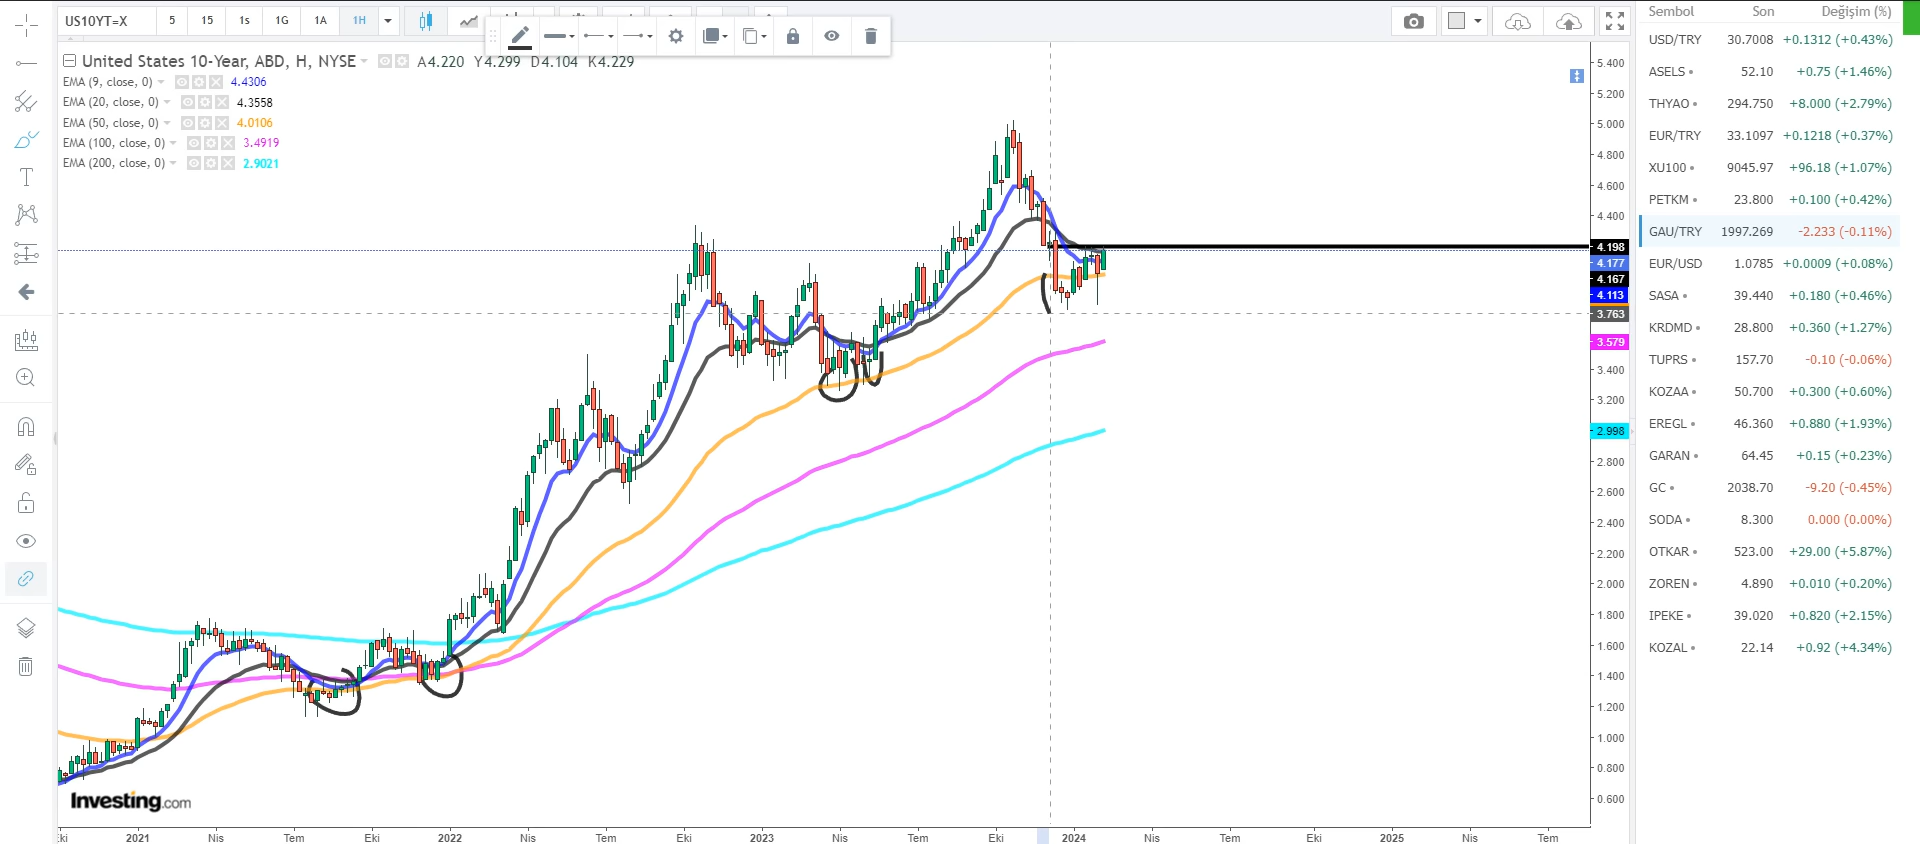 US10YT=X 5 15 1s 1G 1A 1H
United States 10-Year, ABD, H, NYSE A4.220 Y4.299 D4.104 K4.229
EMA (9, close, 0) 4.4306
EMA (20, close, 0) 4.3558
EMA (50, close, 0) 4.0106
EMA (100, close, 0) 3.4919
EMA (200, close, 0) 2.9021
5.400
5.200
5.000
4.800
4.600
4.400
4.198
4.177
4.167
4.113
3.763
3.579
3.400
3.200
2.998
2.800
2.600
2.400
2.200
2.000
1.800
1.600
1.400
1.200
1.000
0.800
0.600
Investing.com
Eki 2021 Nis Tem Eki 2022 Nis Tem Eki 2023 Nis Tem Eki 2024 Nis Tem Eki 2025 Nis Tem
Sembol Son Değişim (%)
USD/TRY 30.7008 +0.1312 (+0.43%)
ASELS 52.10 +0.75 (+1.46%)
THYAO 294.750 +8.000 (+2.79%)
EUR/TRY 33.1097 +0.1218 (+0.37%)
XU100 9045.97 +96.18 (+1.07%)
PETKM 23.800 +0.100 (+0.42%)
GAU/TRY 1997.269 -2.233 (-0.11%)
EUR/USD 1.0785 +0.0009 (+0.08%)
SASA 39.440 +0.180 (+0.46%)
KRDMD 28.800 +0.360 (+1.27%)
TUPRS 157.70 -0.10 (-0.06%)
KOZAA 50.700 +0.300 (+0.60%)
EREGL 46.360 +0.880 (+1.93%)
GARAN 64.45 +0.15 (+0.23%)
GC 2038.70 -9.20 (-0.45%)
SODA 8.300 0.000 (0.00%)
OTKAR 523.00 +29.00 (+5.87%)
ZOREN 4.890 +0.010 (+0.20%)
IPEKE 39.020 +0.820 (+2.15%)
KOZAL 22.14 +0.92 (+4.34%)